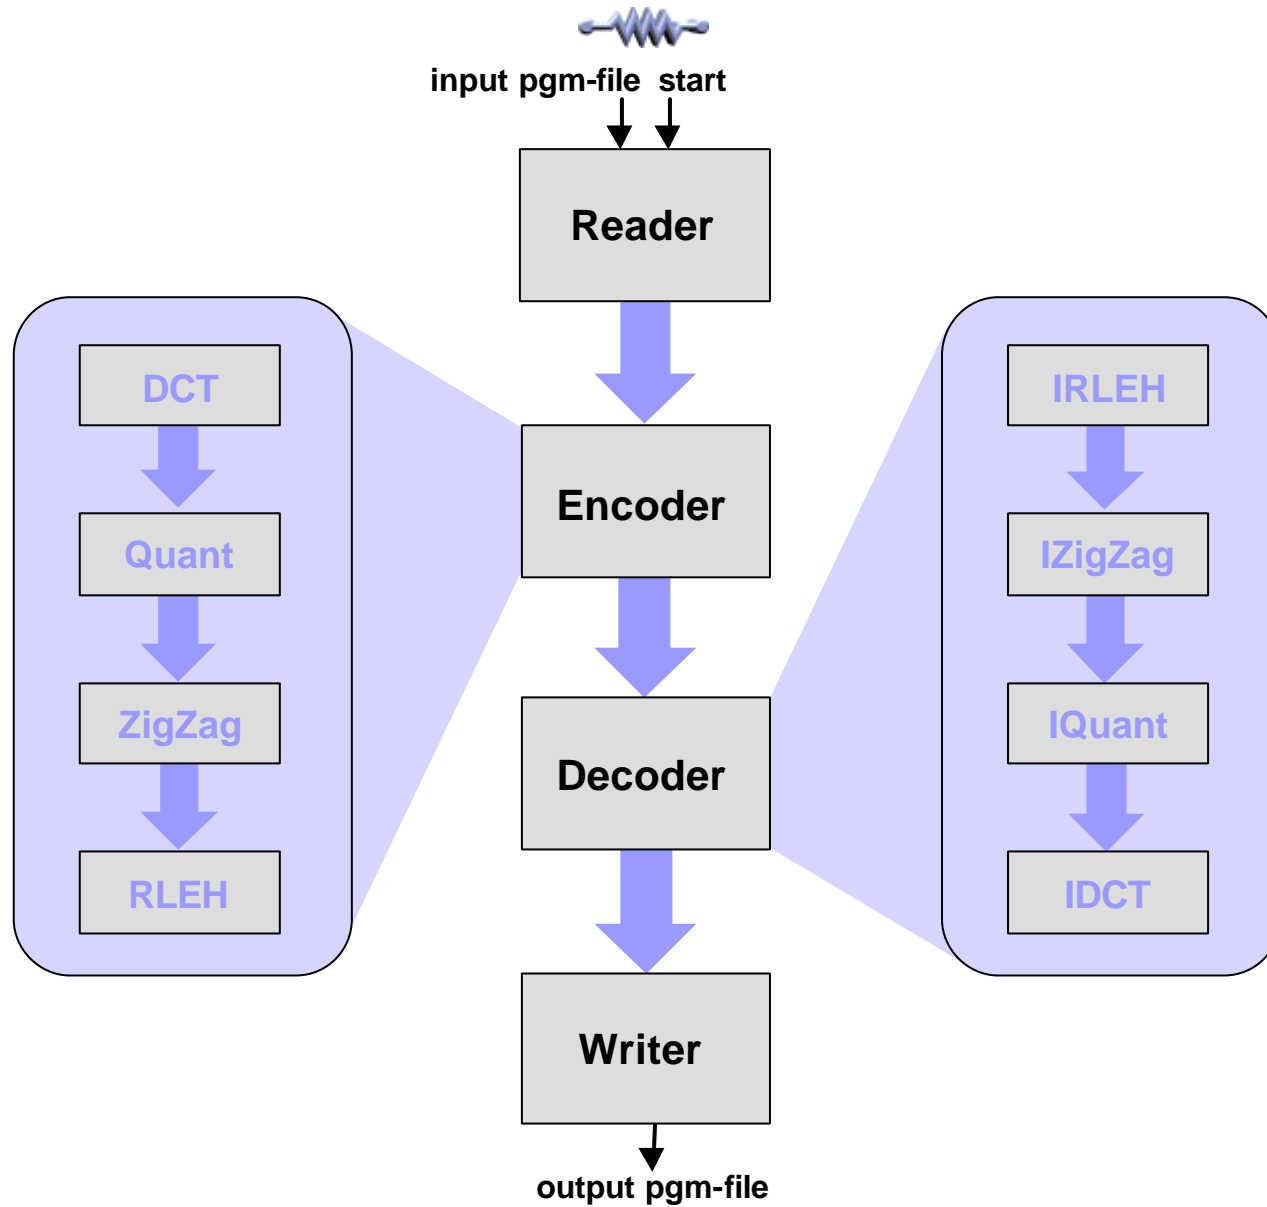 input pgm-file start
Reader
Encoder
Decoder
Writer
output pgm-file
DCT
Quant
ZigZag
RLEH
IRLEH
IZigZag
IQuant
IDCT